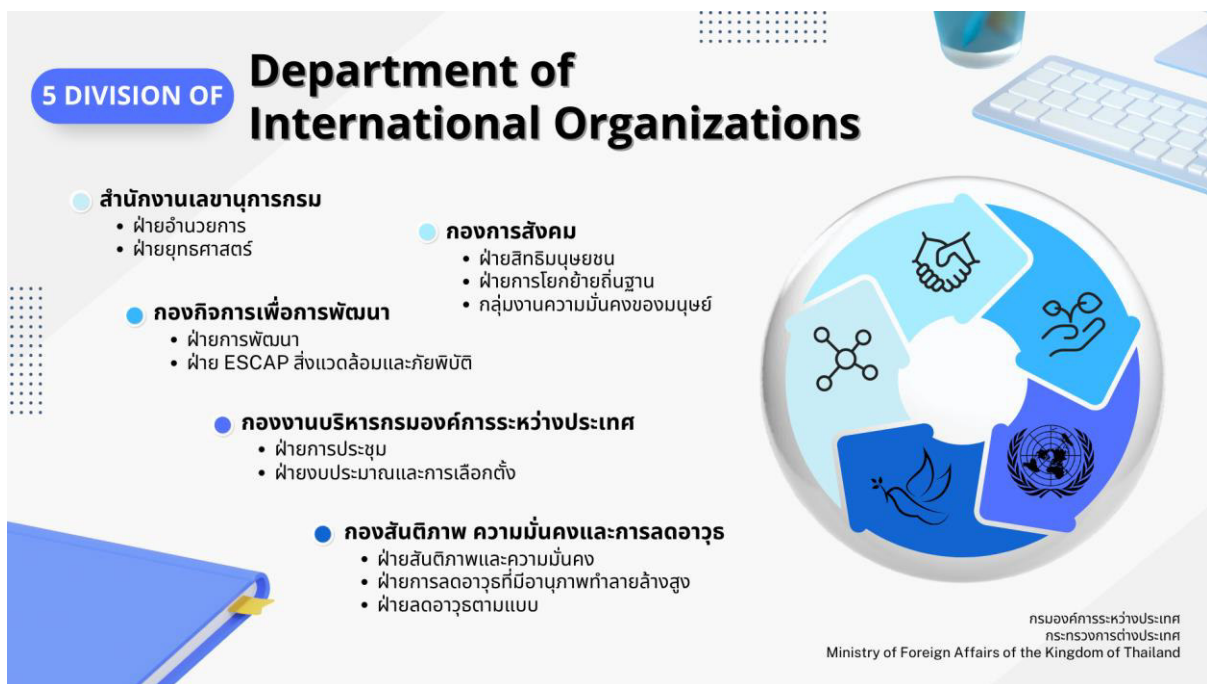 5 DIVISION OF
Department of
International Organizations
สำนักงานเลขานุการกรม
• ฝ่ายอำนวยการ
• ฝ่ายยุทธศาสตร์
กองการสังคม
• ฝ่ายสิทธิมนุษยชน
• ฝ่ายการโยกย้ายถิ่นฐาน
• กลุ่มงานความมั่นคงของมนุษย์
กองกิจการเพื่อการพัฒนา
• ฝ่ายการพัฒนา
• ฝ่าย ESCAP สิ่งแวดล้อมและภัยพิบัติ
กองงานบริหารกรมองค์การระหว่างประเทศ
• ฝ่ายการประชุม
• ฝ่ายงบประมาณและการเลือกตั้ง
กองสันติภาพ ความมั่นคงและการลดอาวุธ
• ฝ่ายสันติภาพและความมั่นคง
• ฝ่ายการลดอาวุธที่มีอานุภาพทำลายล้างสูง
• ฝ่ายลดอาวุธตามแบบ
กรมองค์การระหว่างประเทศ
กระทรวงการต่างประเทศ
Ministry of Foreign Affairs of the Kingdom of Thailand